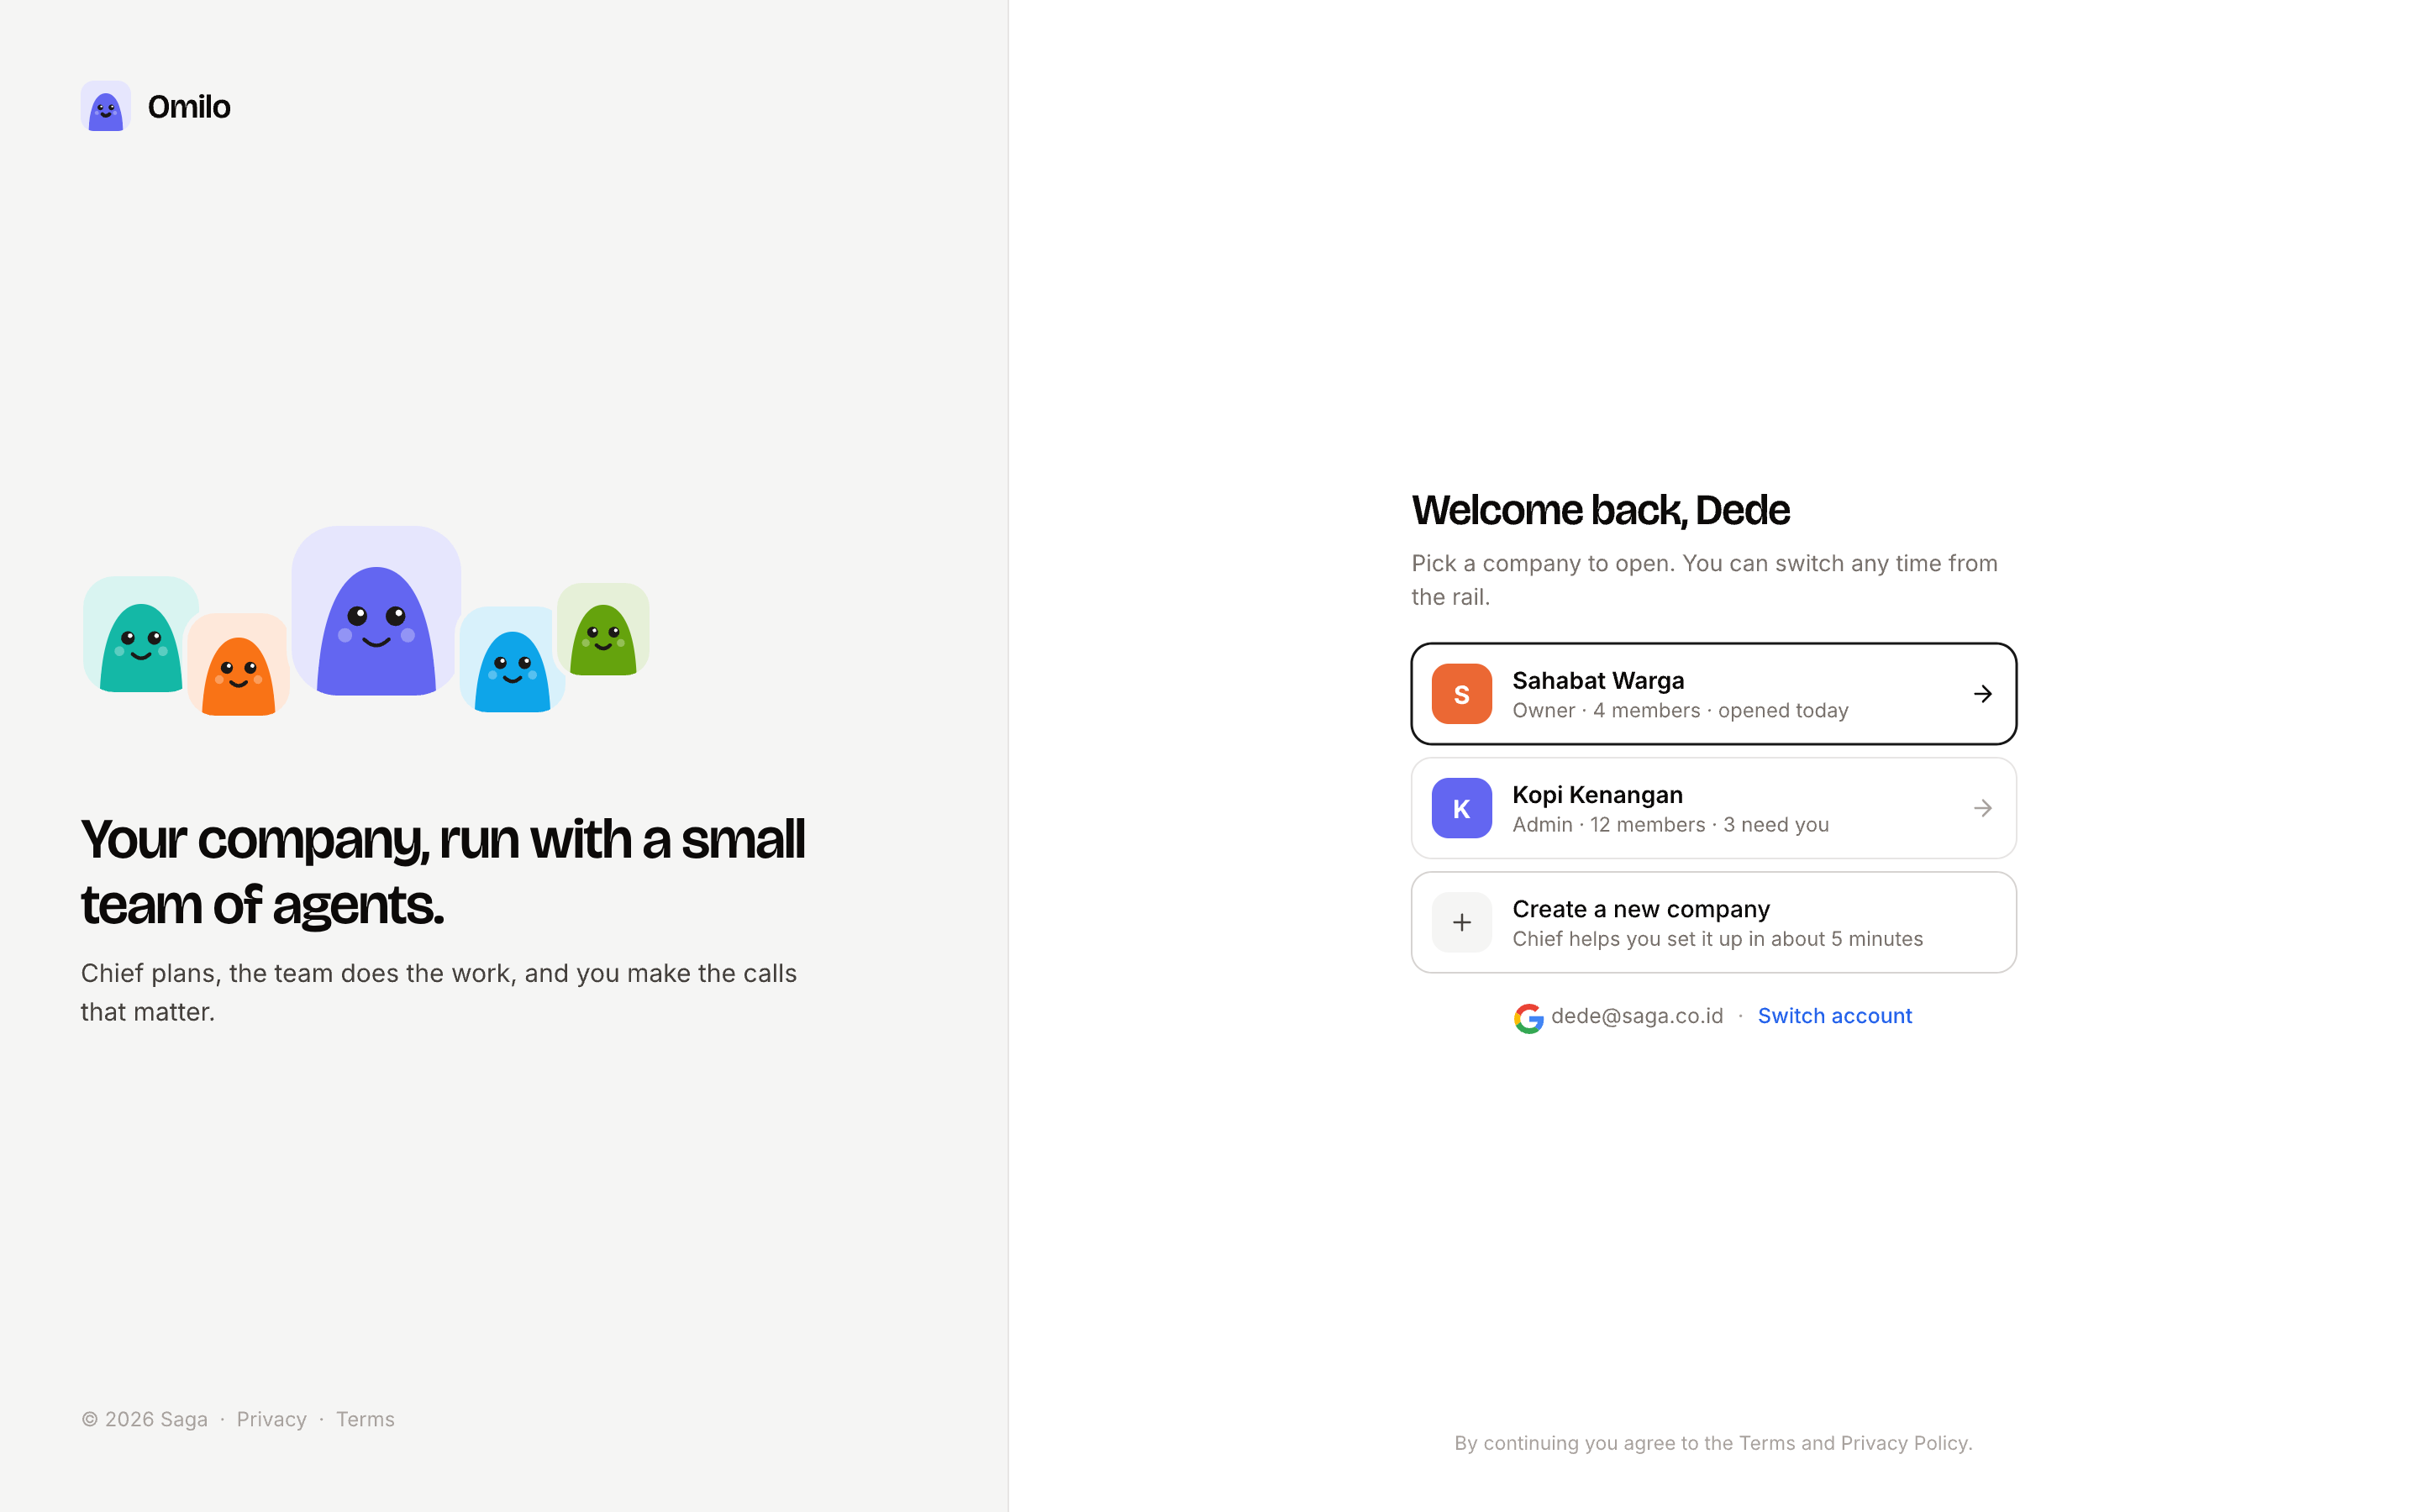 Omilo
Your company, run with a small
team of agents.
Chief plans, the team does the work, and you make the calls
that matter.
© 2026 Saga · Privacy · Terms
Welcome back, Dede
Pick a company to open. You can switch any time from
the rail.
S
Sahabat Warga
Owner · 4 members · opened today
K
Kopi Kenangan
Admin · 12 members · 3 need you
Create a new company
Chief helps you set it up in about 5 minutes
dede@saga.co.id · Switch account
By continuing you agree to the Terms and Privacy Policy.